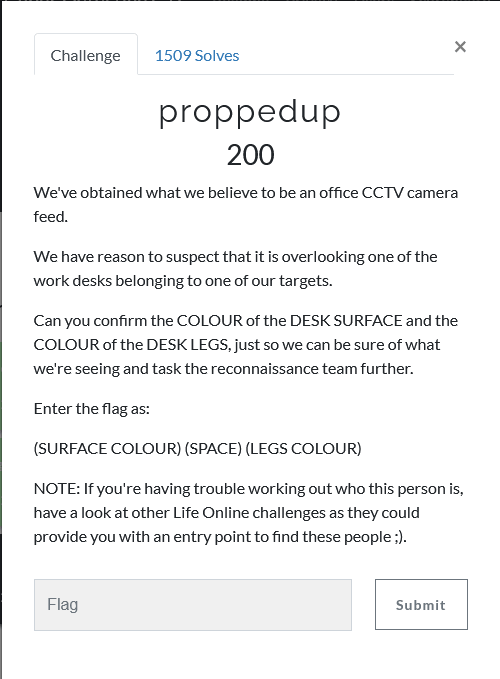 Challenge
1509 Solves
×
proppedup
200
We've obtained what we believe to be an office CCTV camera
feed.
We have reason to suspect that it is overlooking one of the
work desks belonging to one of our targets.
Can you confirm the COLOUR of the DESK SURFACE and the
COLOUR of the DESK LEGS, just so we can be sure of what
we're seeing and task the reconnaissance team further.
Enter the flag as:
(SURFACE COLOUR) (SPACE) (LEGS COLOUR)
NOTE: If you're having trouble working out who this person is,
have a look at other Life Online challenges as they could
provide you with an entry point to find these people ;).
Flag
Submit